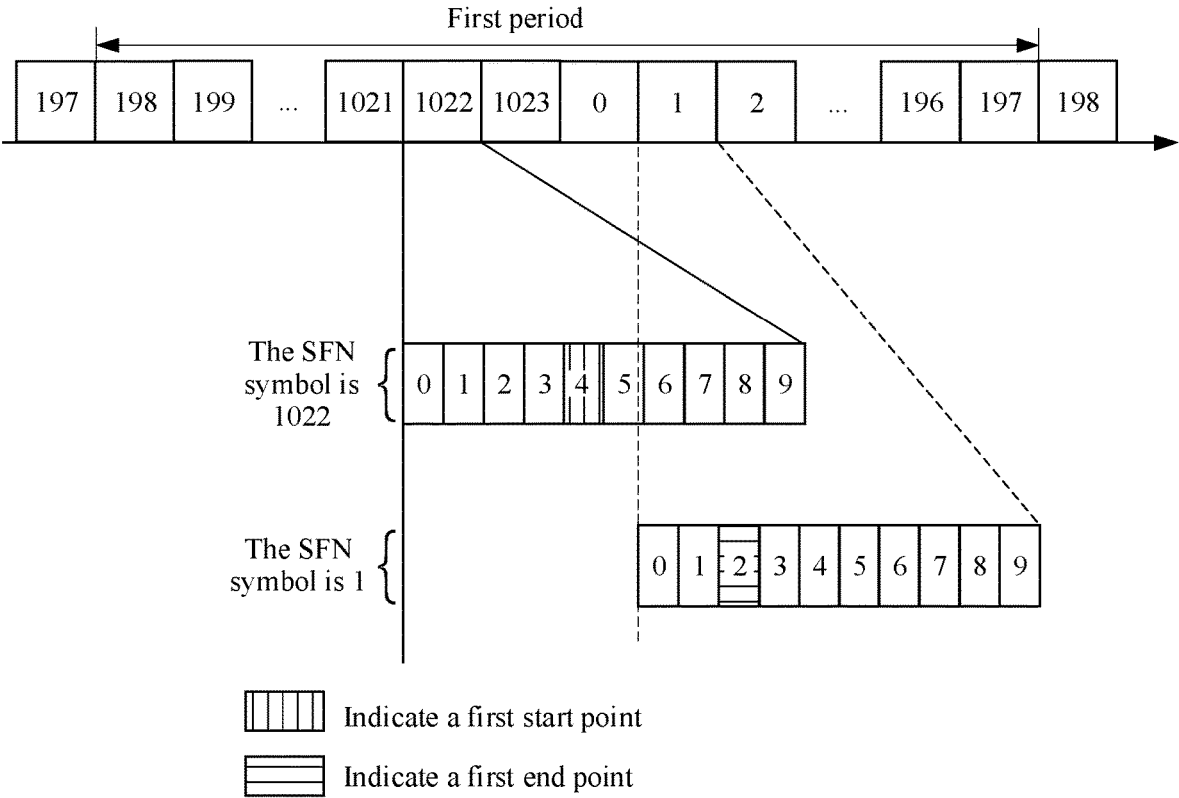 First period
197 198 199 ... 1021 1022 1023 0 1 2 ... 196 197 198
The SFN
symbol is
1022
0 1 2 3 4 5 6 7 8 9
The SFN
symbol is 1
0 1 2 3 4 5 6 7 8 9
Indicate a first start point
Indicate a first end point